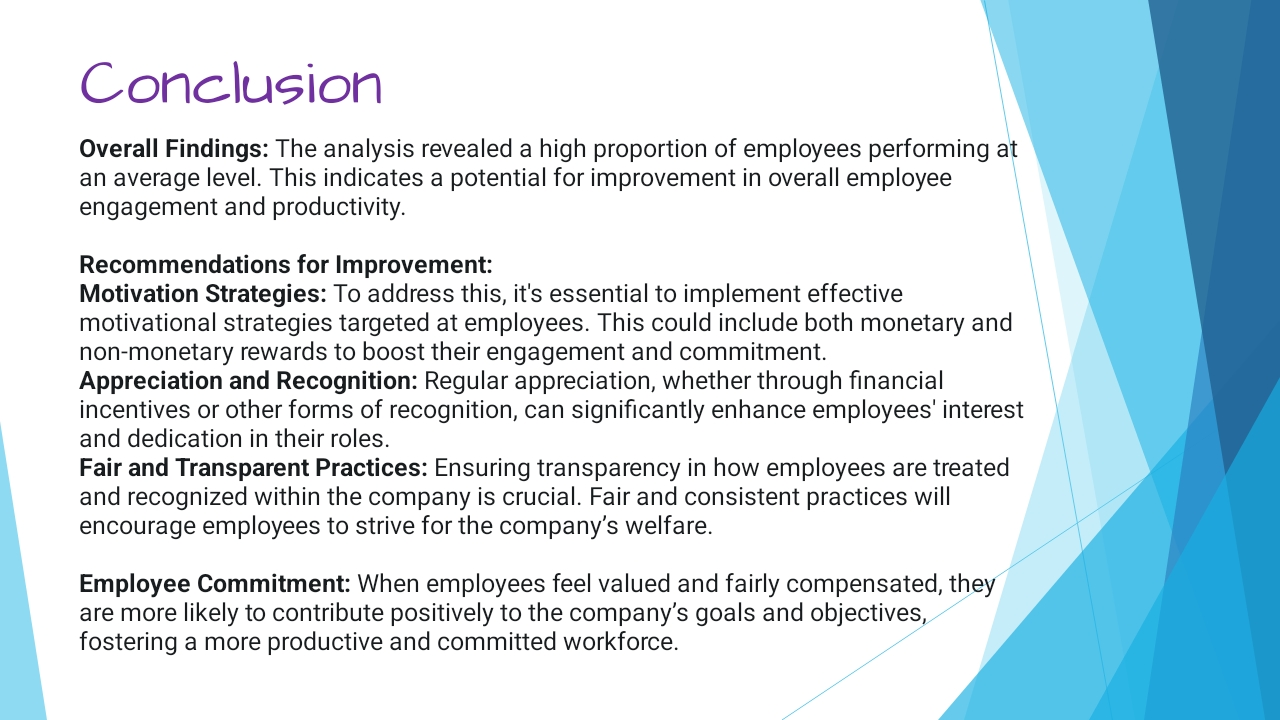 Conclusion
Overall Findings: The analysis revealed a high proportion of employees performing at
an average level. This indicates a potential for improvement in overall employee
engagement and productivity.
Recommendations for Improvement:
Motivation Strategies: To address this, it's essential to implement effective
motivational strategies targeted at employees. This could include both monetary and
non-monetary rewards to boost their engagement and commitment.
Appreciation and Recognition: Regular appreciation, whether through financial
incentives or other forms of recognition, can significantly enhance employees' interest
and dedication in their roles.
Fair and Transparent Practices: Ensuring transparency in how employees are treated
and recognized within the company is crucial. Fair and consistent practices will
encourage employees to strive for the company’s welfare.
Employee Commitment: When employees feel valued and fairly compensated, they
are more likely to contribute positively to the company’s goals and objectives,
fostering a more productive and committed workforce.